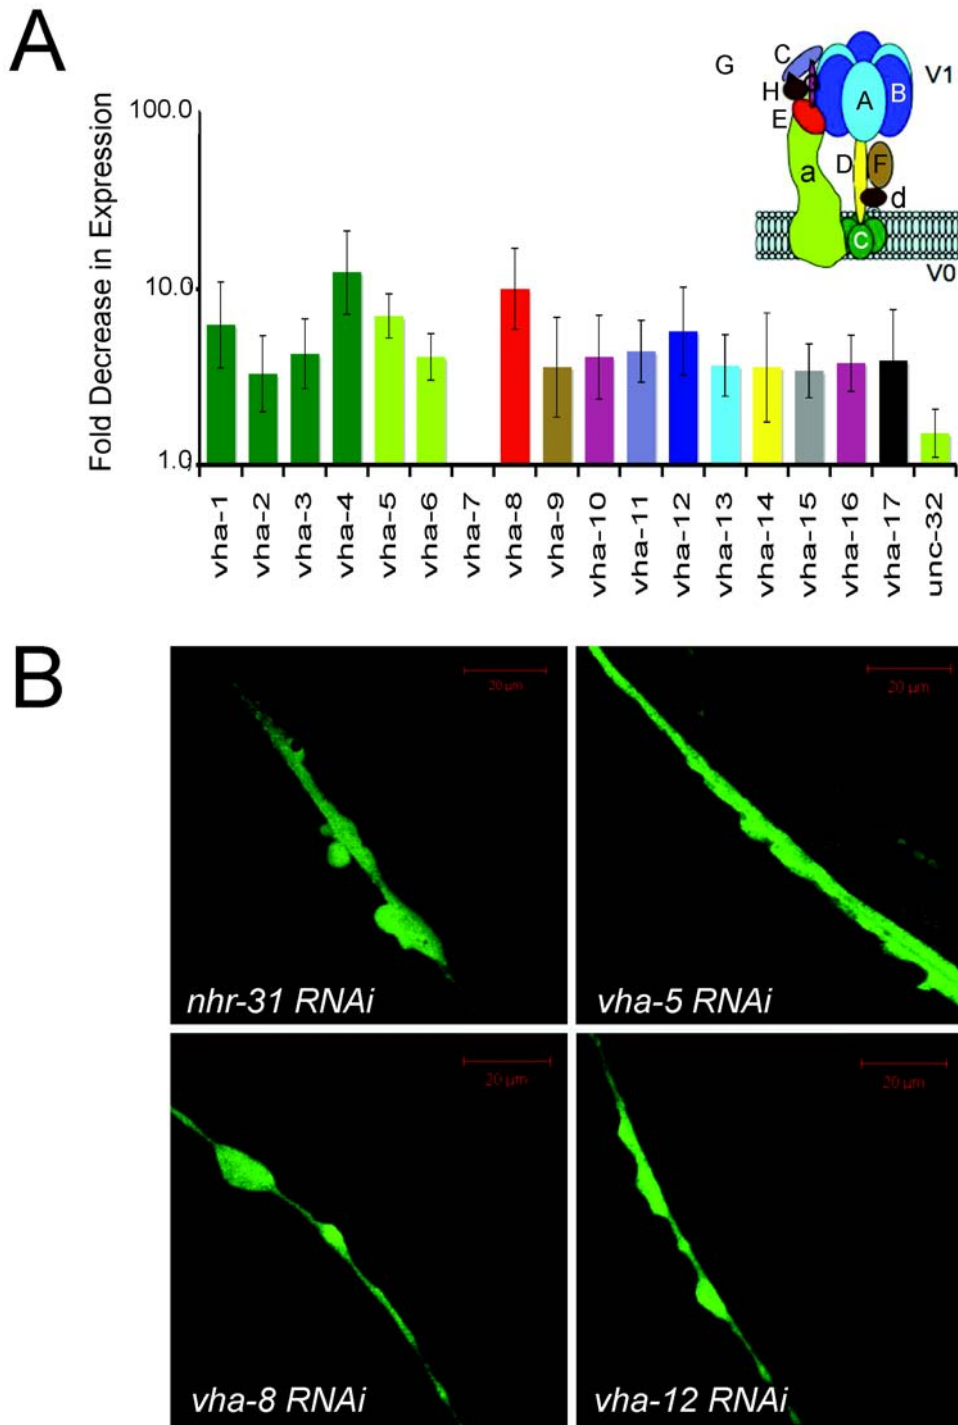 A
Fold Decrease in Expression
100.0
10.0
1.0
vha-1
vha-2
vha-3
vha-4
vha-5
vha-6
vha-7
vha-8
vha-9
vha-10
vha-11
vha-12
vha-13
vha-14
vha-15
vha-16
vha-17
unc-32
G
C
H
E
A
B
V1
a
D
F
d
C
V0
B
20 µm
nhr-31 RNAi
20 µm
vha-5 RNAi
20 µm
vha-8 RNAi
20 µm
vha-12 RNAi